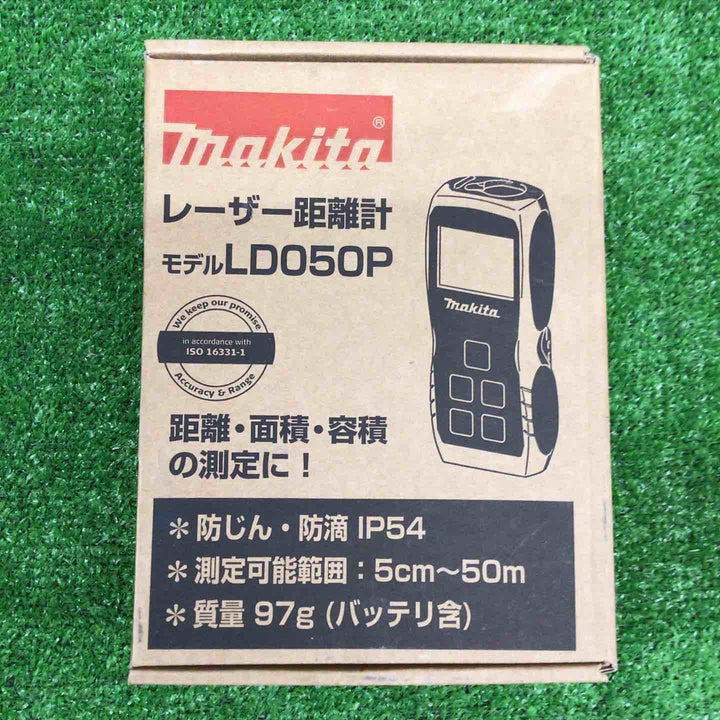 makita®
レーザー距離計
モデルLD050P
We keep our promise
in accordance with
ISO 16331-1
Accuracy & Range
makita
距離・面積・容積
の測定に！
＊防じん・防滴 IP54
＊測定可能範囲：5cm～50m
＊質量 97g (バッテリ含)